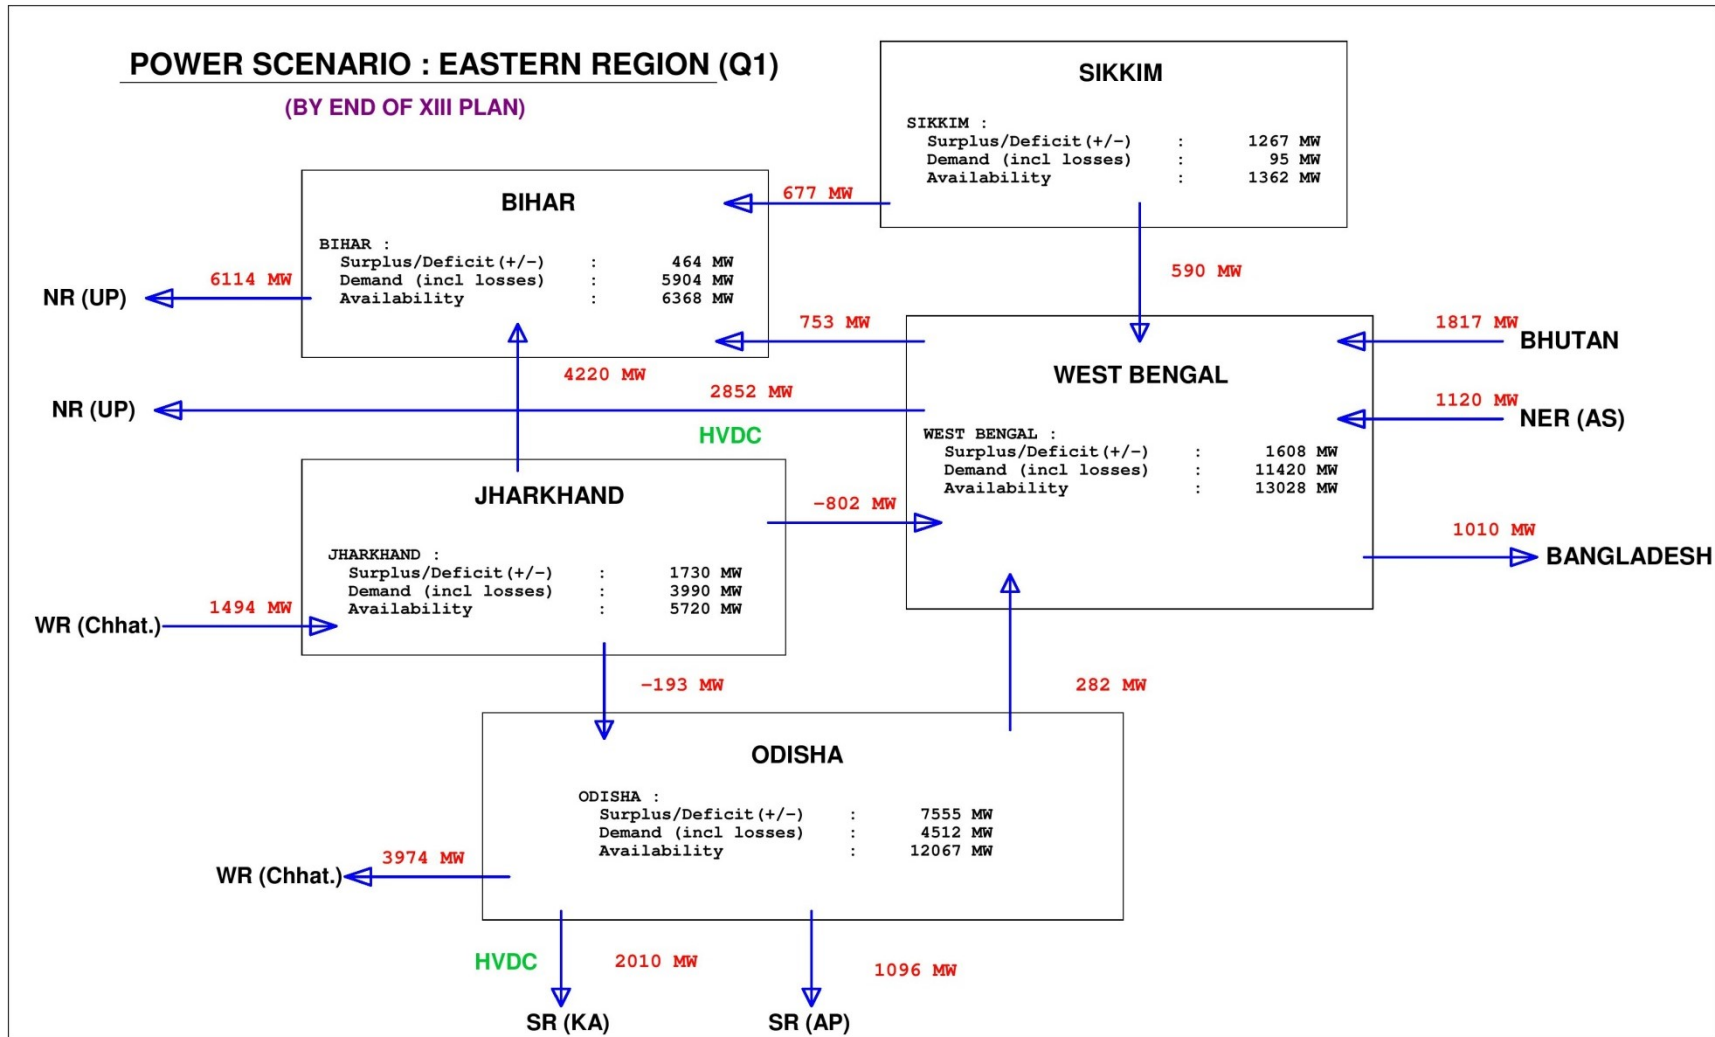 POWER SCENARIO : EASTERN REGION (Q1)
(BY END OF XIII PLAN)
SIKKIM
SIKKIM :
Surplus/Deficit(+/-) : 1267 MW
Demand (incl losses) : 95 MW
Availability : 1362 MW
677 MW
590 MW
BIHAR
BIHAR :
Surplus/Deficit(+/-) : 464 MW
Demand (incl losses) : 5904 MW
Availability : 6368 MW
6114 MW
NR (UP)
753 MW
4220 MW
2852 MW
NR (UP)
HVDC
WEST BENGAL
WEST BENGAL :
Surplus/Deficit(+/-) : 1608 MW
Demand (incl losses) : 11420 MW
Availability : 13028 MW
1817 MW
BHUTAN
1120 MW
NER (AS)
1010 MW
BANGLADESH
JHARKHAND
JHARKHAND :
Surplus/Deficit(+/-) : 1730 MW
Demand (incl losses) : 3990 MW
Availability : 5720 MW
-802 MW
1494 MW
WR (Chhat.)
-193 MW
282 MW
ODISHA
ODISHA :
Surplus/Deficit(+/-) : 7555 MW
Demand (incl losses) : 4512 MW
Availability : 12067 MW
3974 MW
WR (Chhat.)
HVDC
2010 MW
1096 MW
SR (KA)
SR (AP)